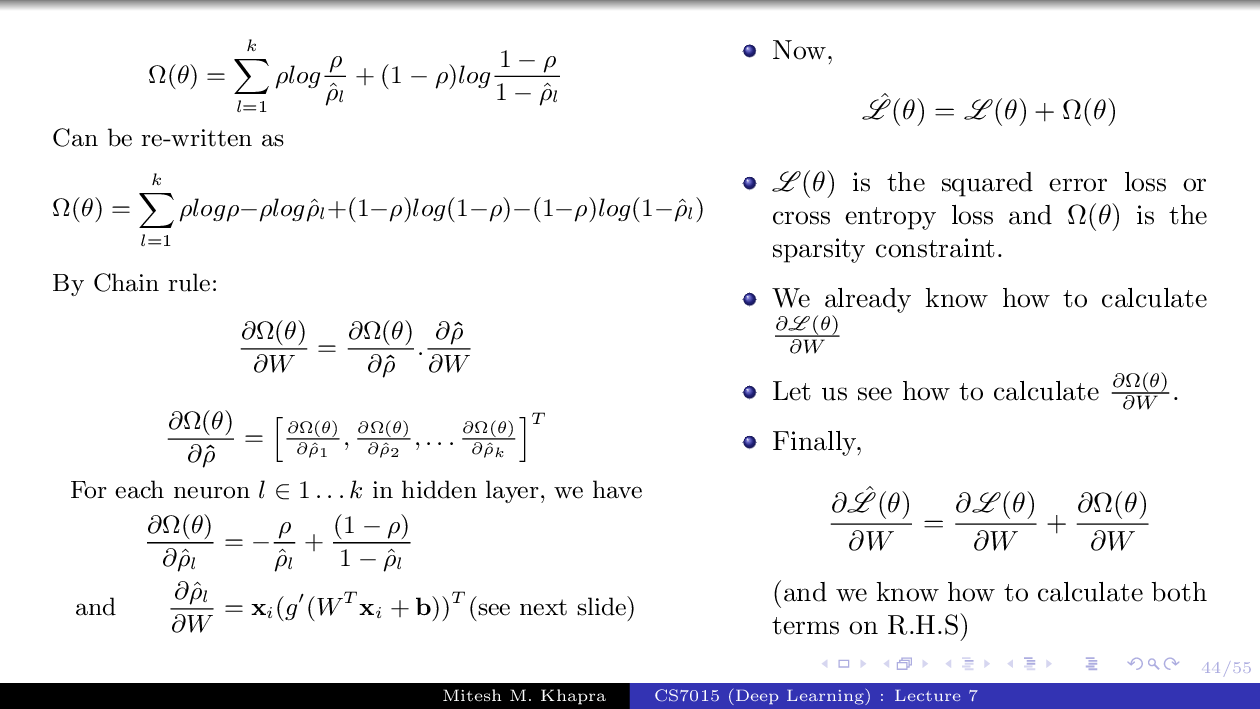 Ω(θ) = ∑_{l=1}^{k} ρlog ρ/ρ̂_l + (1 − ρ)log (1 − ρ)/(1 − ρ̂_l)
Can be re-written as
Ω(θ) = ∑_{l=1}^{k} ρlogρ−ρlogρ̂_l+(1−ρ)log(1−ρ)−(1−ρ)log(1−ρ̂_l)
By Chain rule:
∂Ω(θ)/∂W = ∂Ω(θ)/∂ρ̂ . ∂ρ̂/∂W
∂Ω(θ)/∂ρ̂ = [∂Ω(θ)/∂ρ̂_1, ∂Ω(θ)/∂ρ̂_2, . . . ∂Ω(θ)/∂ρ̂_k]^T
For each neuron l ∈ 1 . . . k in hidden layer, we have
∂Ω(θ)/∂ρ̂_l = − ρ/ρ̂_l + (1 − ρ)/(1 − ρ̂_l)
and ∂ρ̂_l/∂W = x_i(g′(W^T x_i + b))^T (see next slide)
Now,
ℒ̂(θ) = ℒ(θ) + Ω(θ)
ℒ(θ) is the squared error loss or
cross entropy loss and Ω(θ) is the
sparsity constraint.
We already know how to calculate
∂ℒ(θ)/∂W
Let us see how to calculate ∂Ω(θ)/∂W.
Finally,
∂ℒ̂(θ)/∂W = ∂ℒ(θ)/∂W + ∂Ω(θ)/∂W
(and we know how to calculate both
terms on R.H.S)
44/55
Mitesh M. Khapra CS7015 (Deep Learning) : Lecture 7